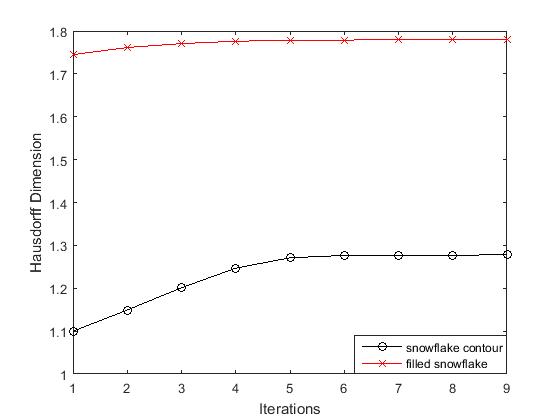 1.8
1.7
1.6
1.5
1.4
1.3
1.2
1.1
1
Hausdorff Dimension
snowflake contour
filled snowflake
1 2 3 4 5 6 7 8 9
Iterations